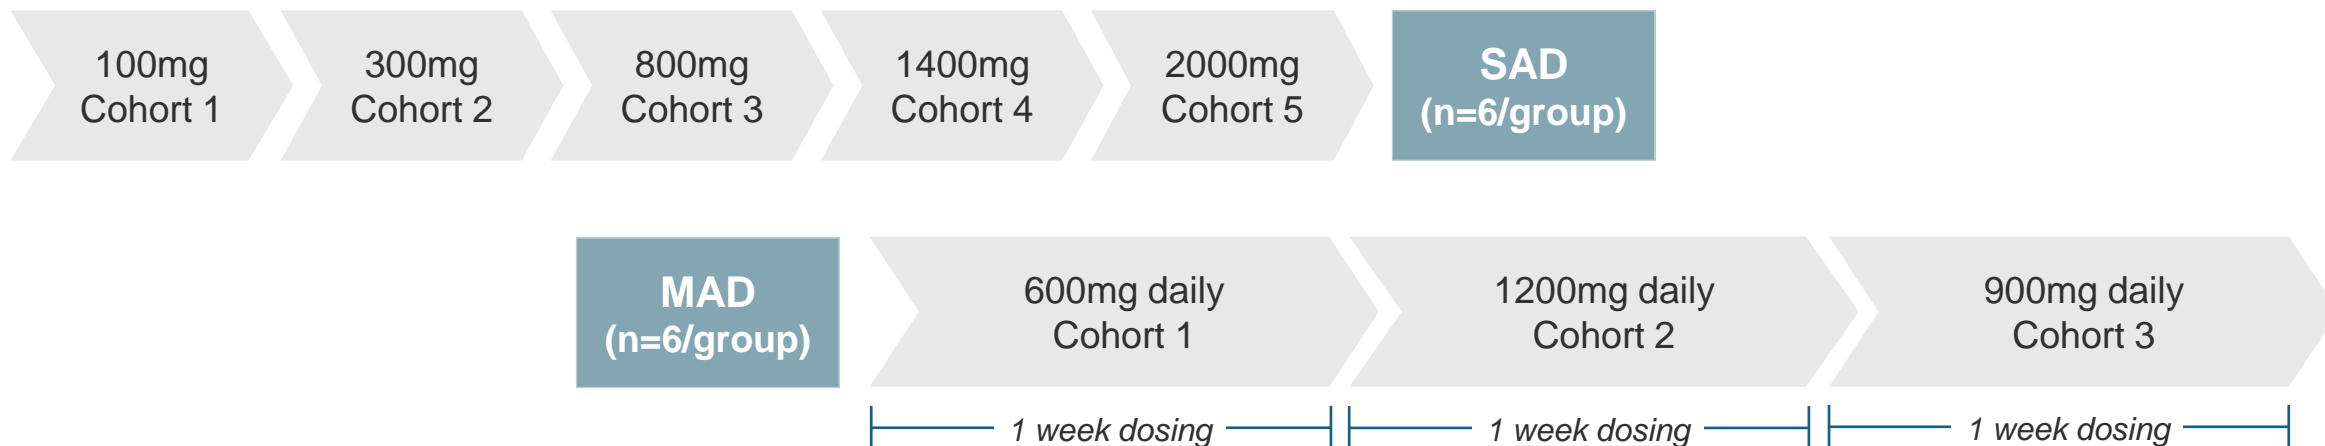 100mg
Cohort 1
300mg
Cohort 2
800mg
Cohort 3
1400mg
Cohort 4
2000mg
Cohort 5
SAD
(n=6/group)
MAD
(n=6/group)
600mg daily
Cohort 1
1200mg daily
Cohort 2
900mg daily
Cohort 3
1 week dosing
1 week dosing
1 week dosing